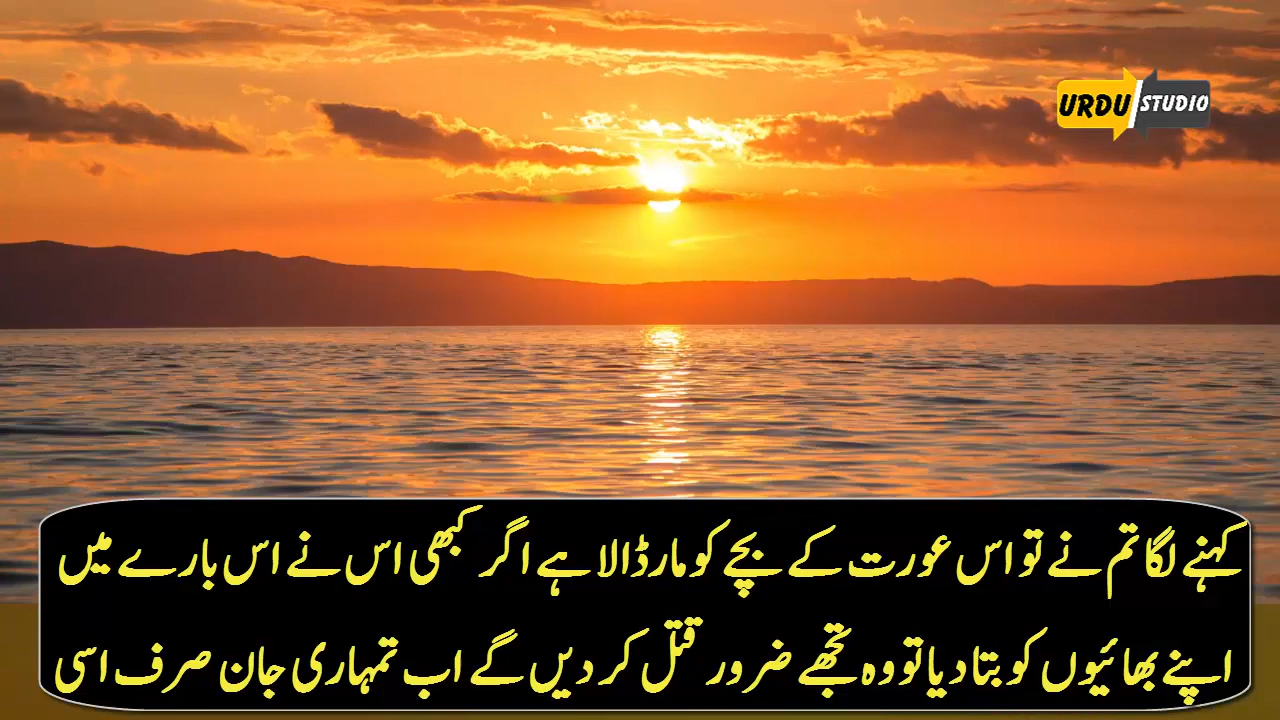 URDU STUDIO
کہنے لگا تم نے تو اس عورت کے بچے کو مار ڈالا ہے اگر کبھی اس نے اس بارے میں
اپنے بھائیوں کو بتا دیا تو وہ تجھے ضرور قتل کر دیں گے اب تمہاری جان صرف اسی